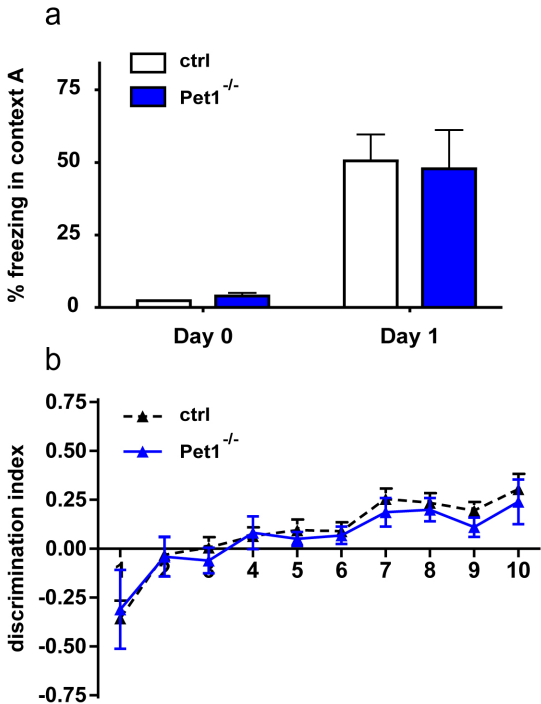 a
ctrl
Pet1-/-
% freezing in context A
75
50
25
0
Day 0 Day 1
b
ctrl
Pet1-/-
discrimination index
0.75
0.50
0.25
0.00
-0.25
-0.50
-0.75
1 2 3 4 5 6 7 8 9 10